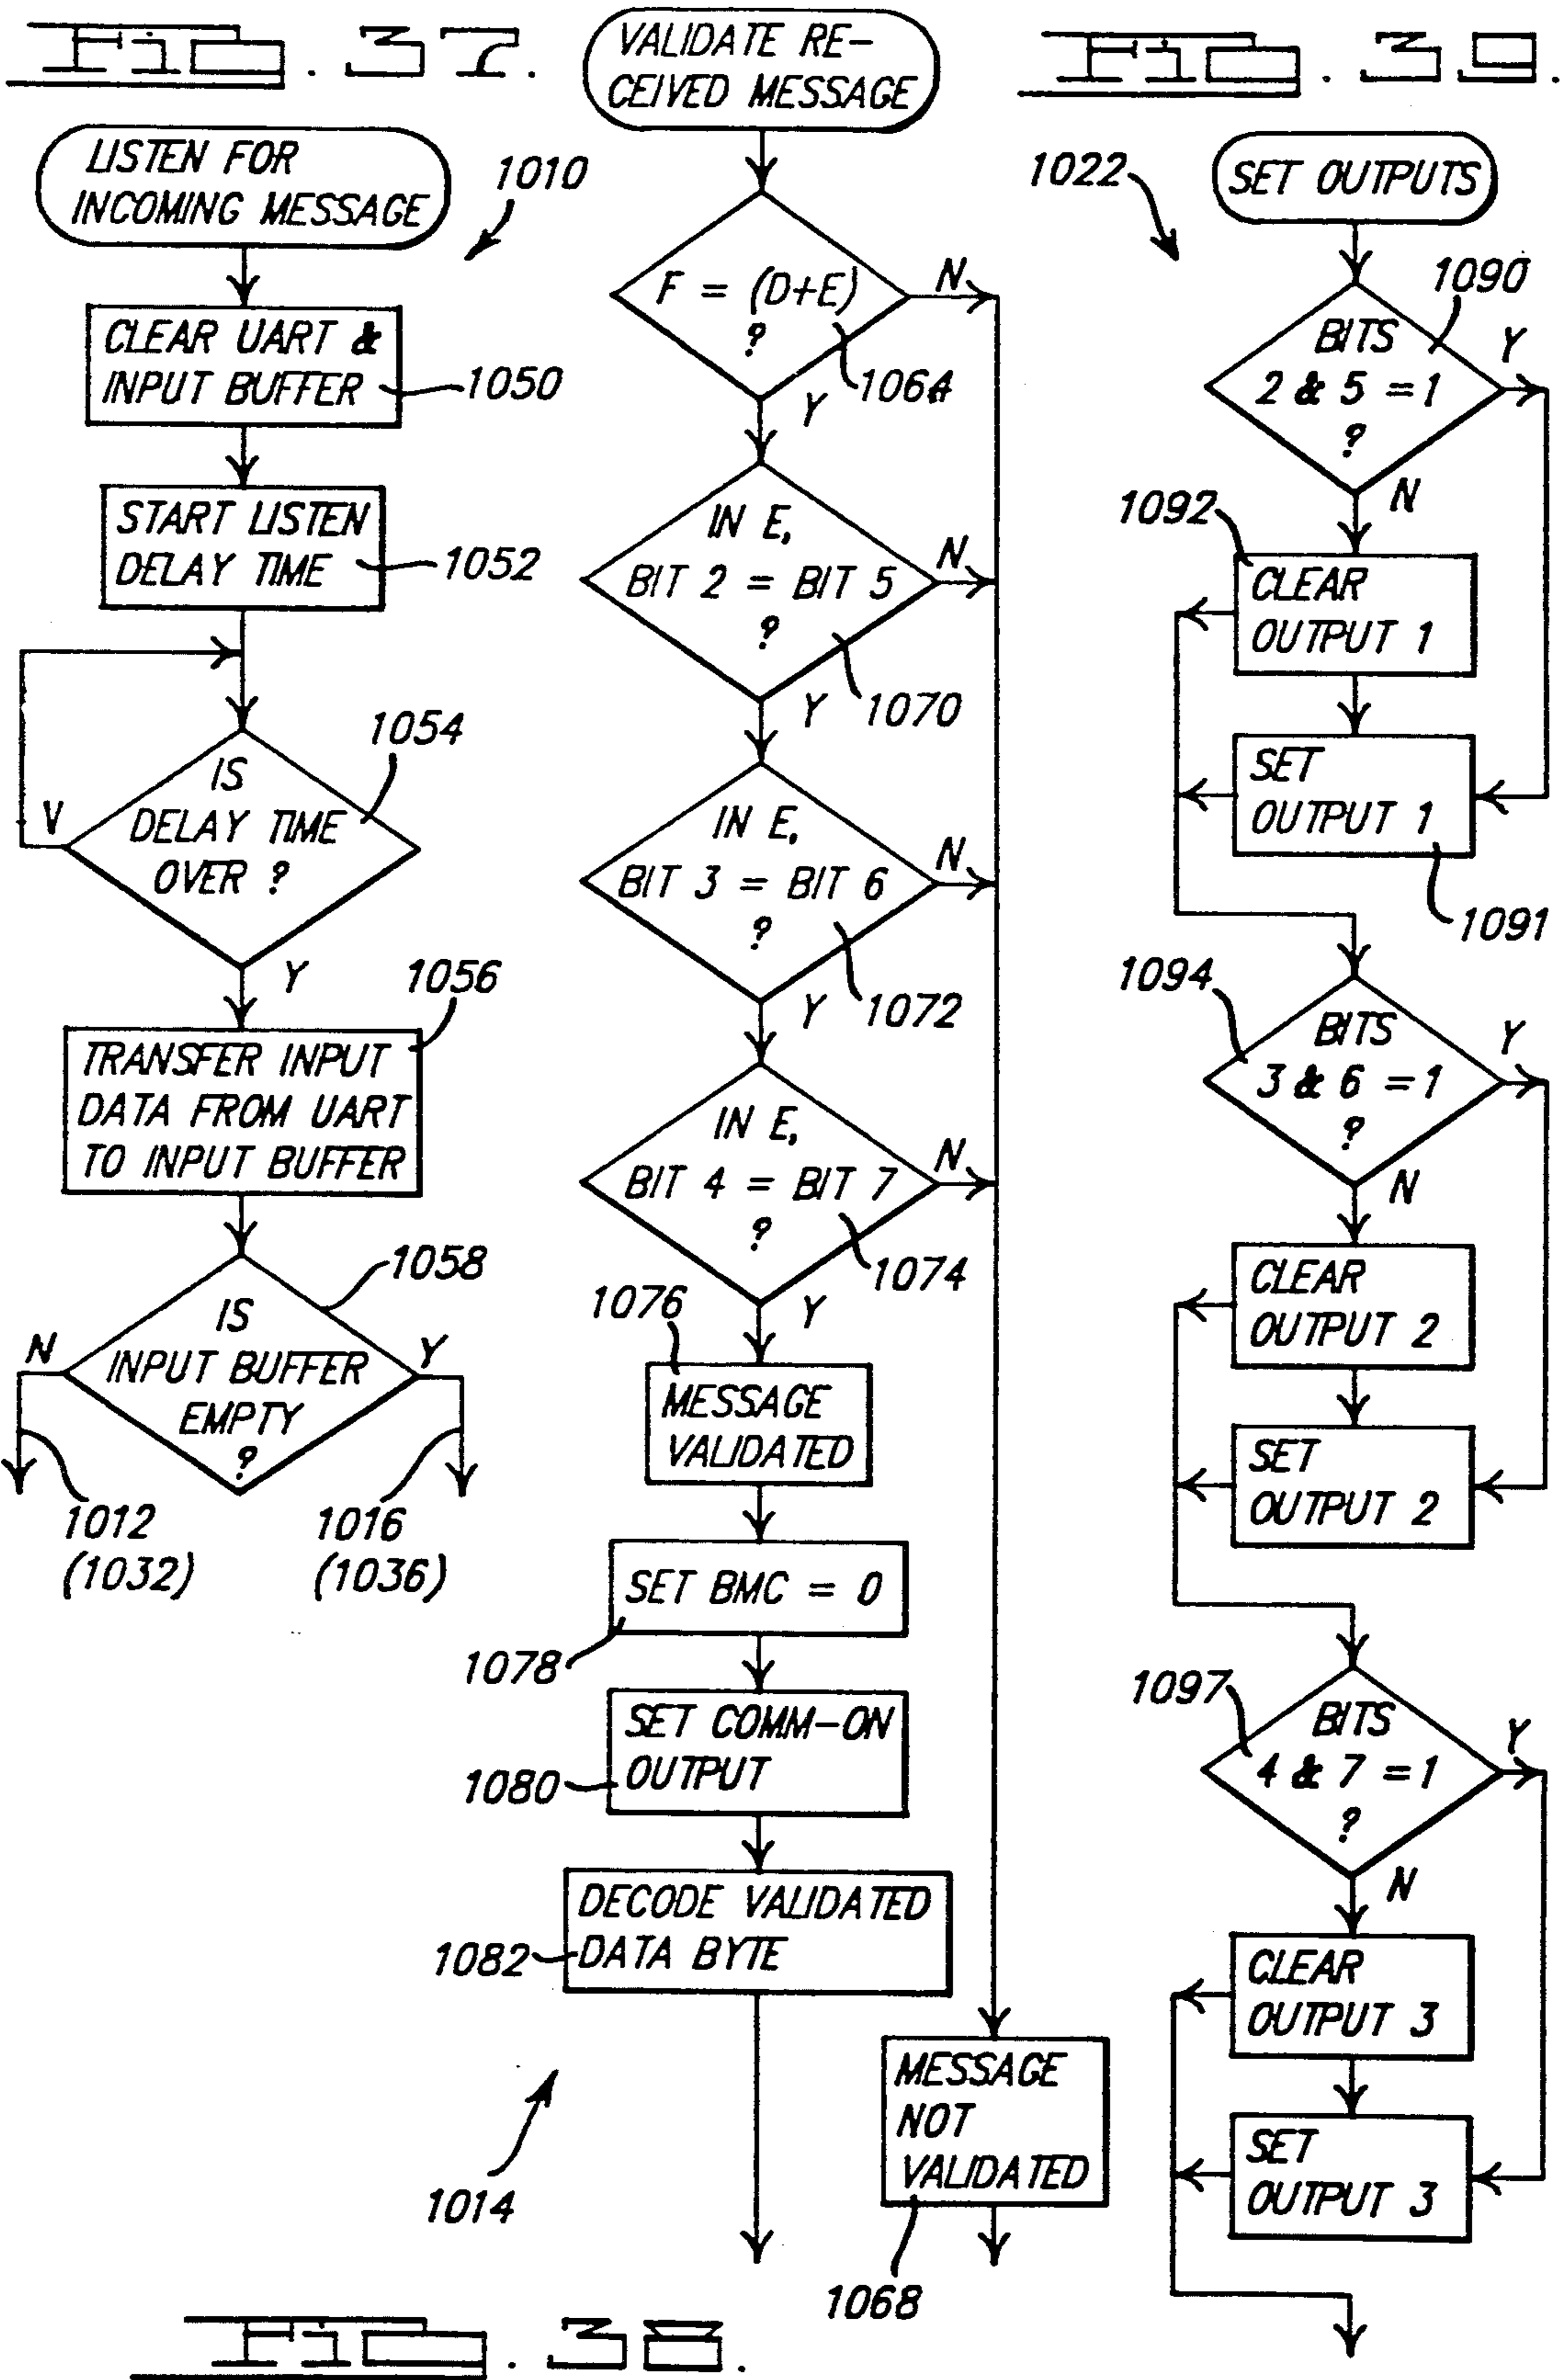 FIG. 37.
LISTEN FOR
INCOMING MESSAGE
1010
CLEAR UART &
INPUT BUFFER
1050
START LISTEN
DELAY TIME
1052
1054
IS
DELAY TIME
OVER ?
V
Y
1056
TRANSFER INPUT
DATA FROM UART
TO INPUT BUFFER
1058
IS
INPUT BUFFER
EMPTY
?
N
Y
1012
(1032)
1016
(1036)
VALIDATE RE-
CEIVED MESSAGE
F = (D+E)
?
N
1064
Y
IN E,
BIT 2 = BIT 5
?
N
1070
Y
IN E,
BIT 3 = BIT 6
?
N
1072
Y
IN E,
BIT 4 = BIT 7
?
N
1074
Y
1076
MESSAGE
VALIDATED
SET BMC = 0
1078
SET COMM-ON
OUTPUT
1080
DECODE VALIDATED
DATA BYTE
1082
MESSAGE
NOT
VALIDATED
1068
1014
FIG. 38.
FIG. 39.
1022
SET OUTPUTS
1090
BITS
2 & 5 = 1
?
Y
N
1092
CLEAR
OUTPUT 1
SET
OUTPUT 1
1091
1094
BITS
3 & 6 = 1
?
Y
N
CLEAR
OUTPUT 2
SET
OUTPUT 2
1097
BITS
4 & 7 = 1
?
Y
N
CLEAR
OUTPUT 3
SET
OUTPUT 3